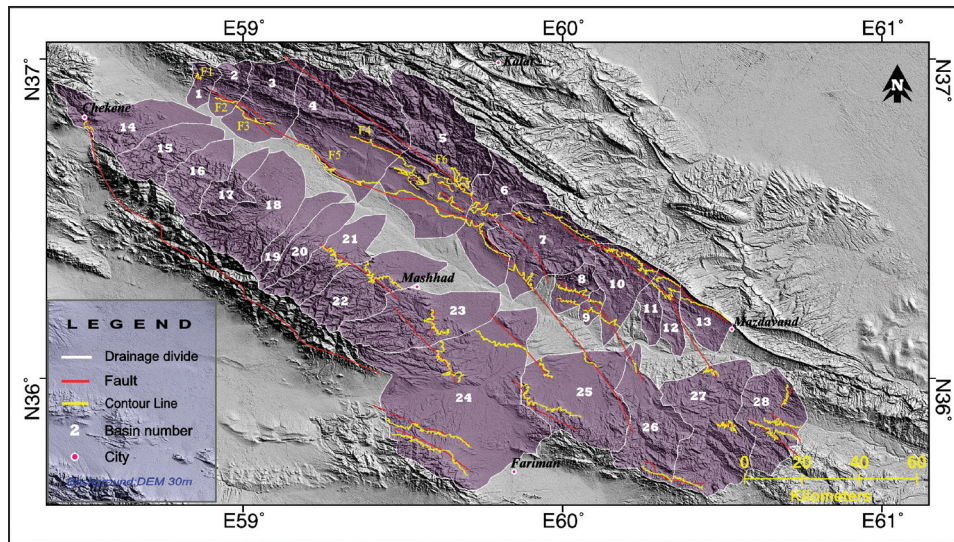 E59°
E60°
E61°
N37°
N37°
Kalat
F1
2
3
1
Chekene
F2
4
14
F3
F4
5
15
F5
F6
16
6
17
18
21
7
20
19
8
10
Mashhad
22
23
9
11
12
13
Mazdavand
LEGEND
Drainage divide
Fault
Contour Line
2 Basin number
City
Background:DEM 30m
N36°
N36°
24
25
26
27
28
Fariman
0 20 40 60
Kilometers
E59°
E60°
E61°